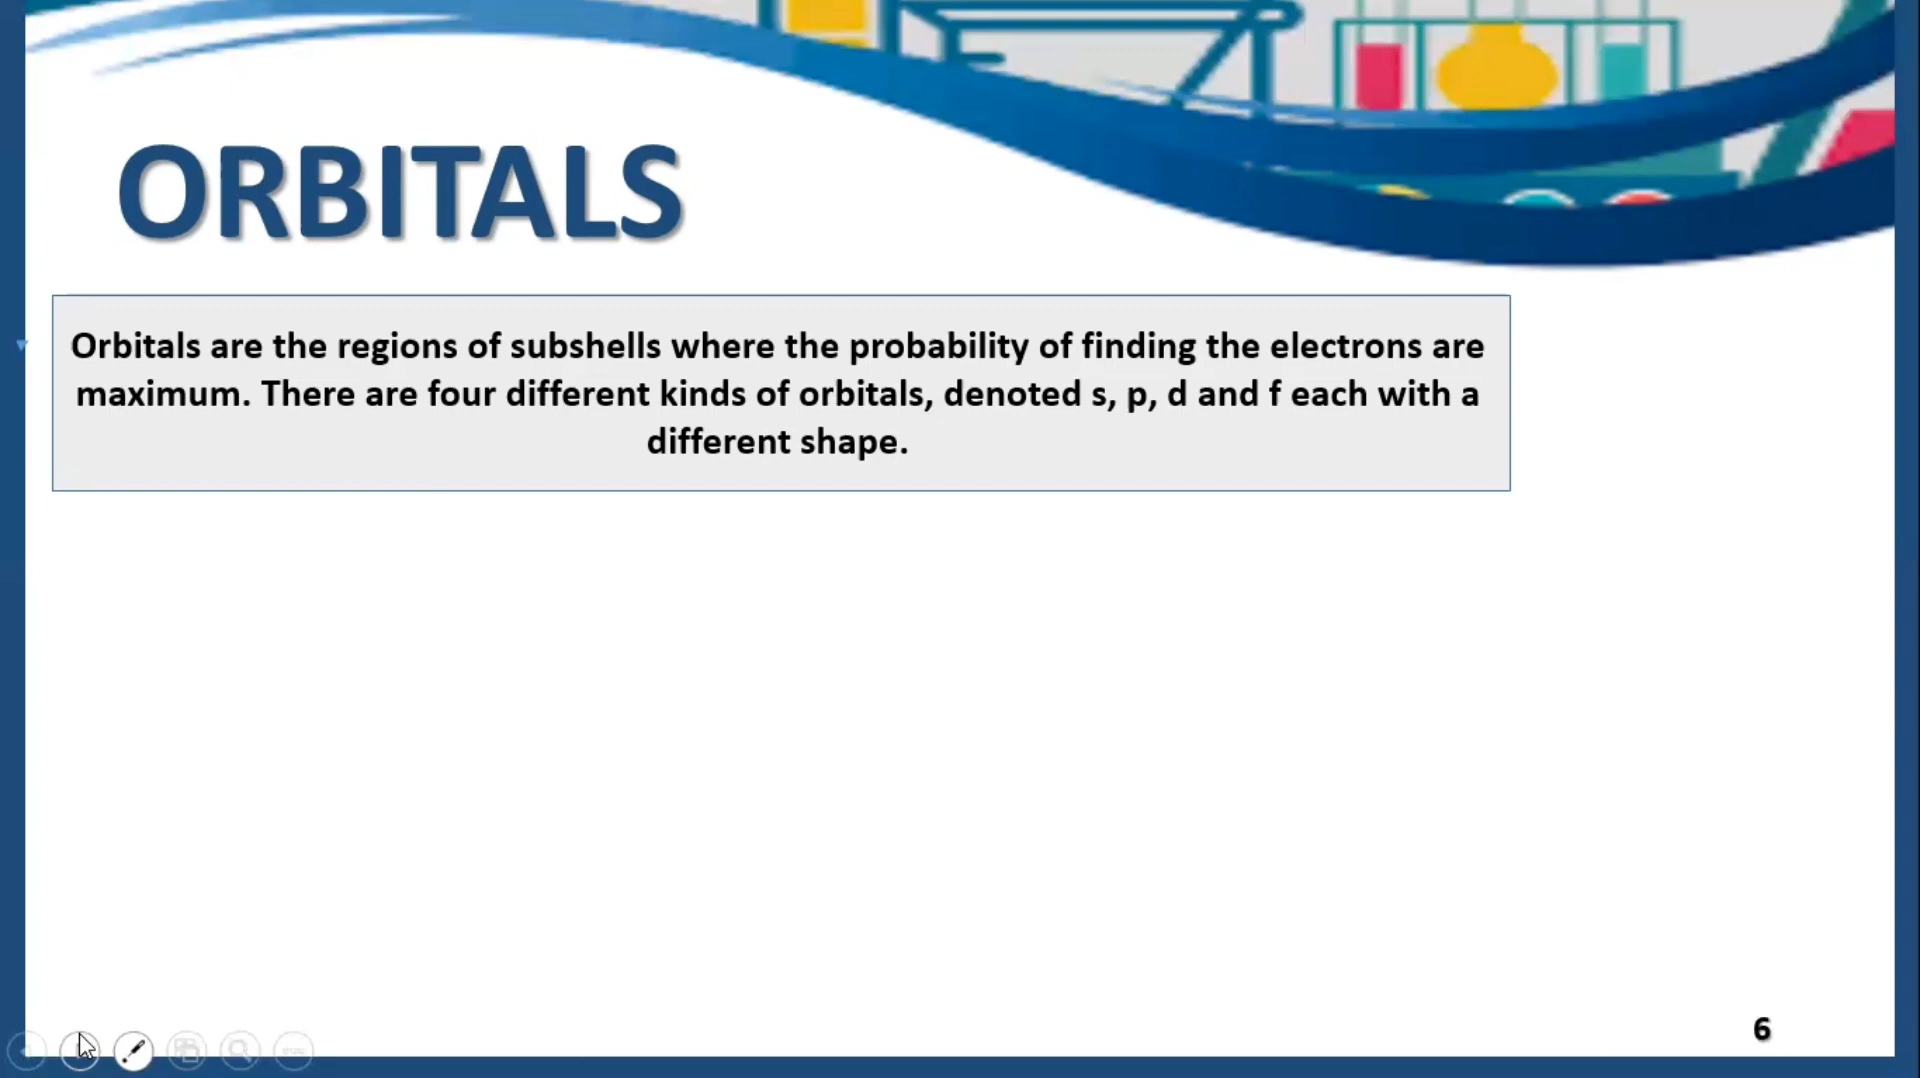 ORBITALS
Orbitals are the regions of subshells where the probability of finding the electrons are
maximum. There are four different kinds of orbitals, denoted s, p, d and f each with a
different shape.
6